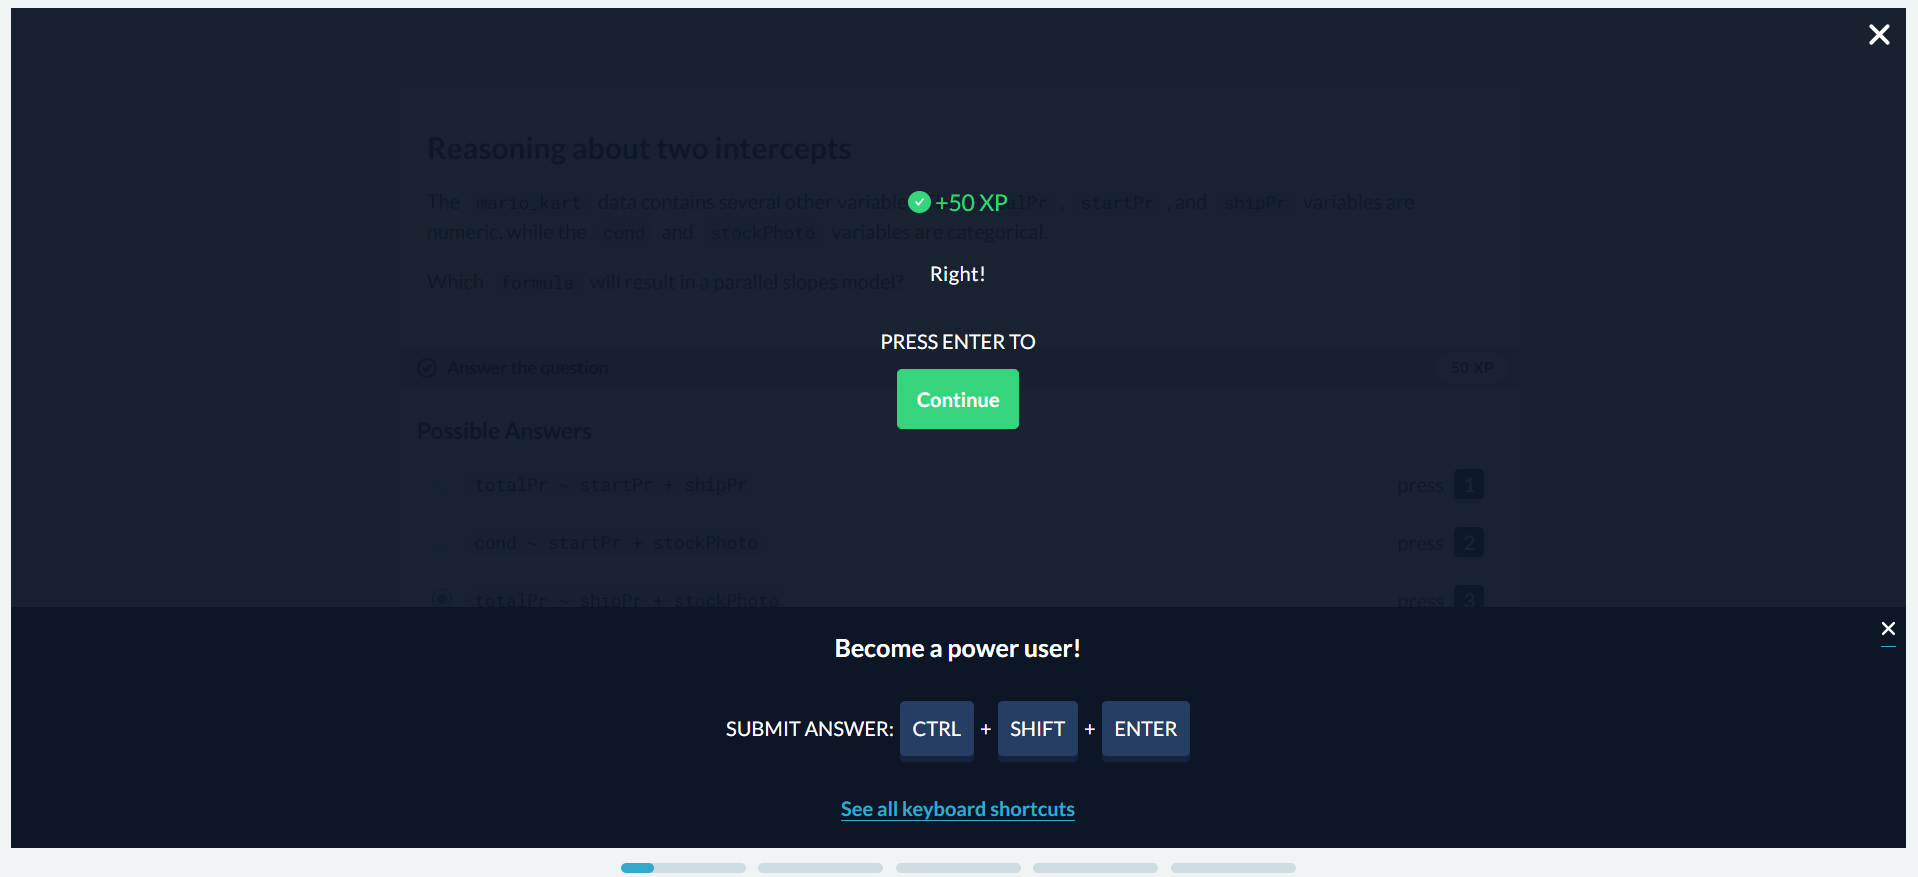 Reasoning about two intercepts
The mario_kart data contains several other variable +50 XP alPr , startPr , and shipPr variables are
numeric, while the cond and stockPhoto variables are categorical.
Right!
Which formula will result in a parallel slopes model?
PRESS ENTER TO
Answer the question 50 XP
Continue
Possible Answers
totalPr ~ startPr + shipPr press 1
cond ~ startPr + stockPhoto press 2
totalPr ~ shipPr + stockPhoto press 3
Become a power user!
SUBMIT ANSWER: CTRL + SHIFT + ENTER
See all keyboard shortcuts